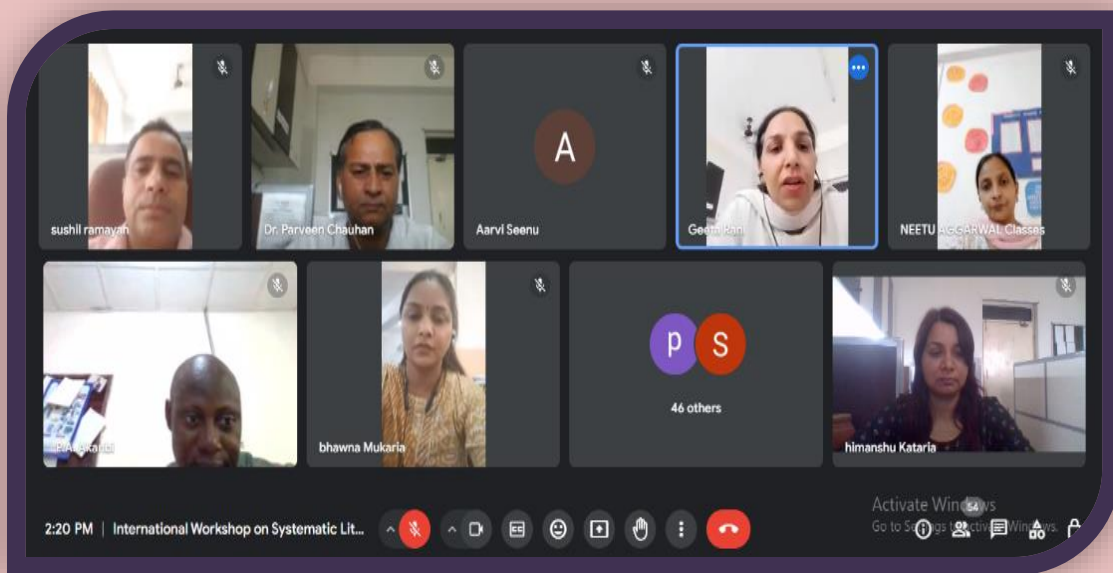 sushil ramayan
Dr. Parveen Chauhan
A
Aarvi Seenu
Geeta Rani
NEETU AGGARWAL Classes
bhawna Mukaria
p S
46 others
himanshu Kataria
Activate Windows
54
Go to Settings to activate Windows.
2:20 PM | International Workshop on Systematic Lit...
CC